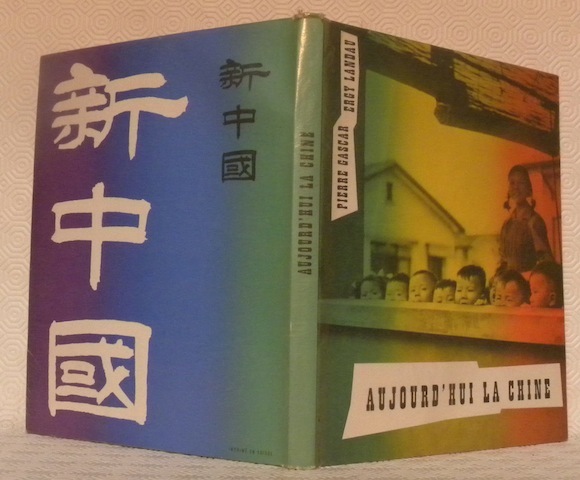 新中國
新中國
AUJOURD'HUI LA CHINE
PIERRE GASCAR ERGY LANDAU
AUJOURD'HUI LA CHINE